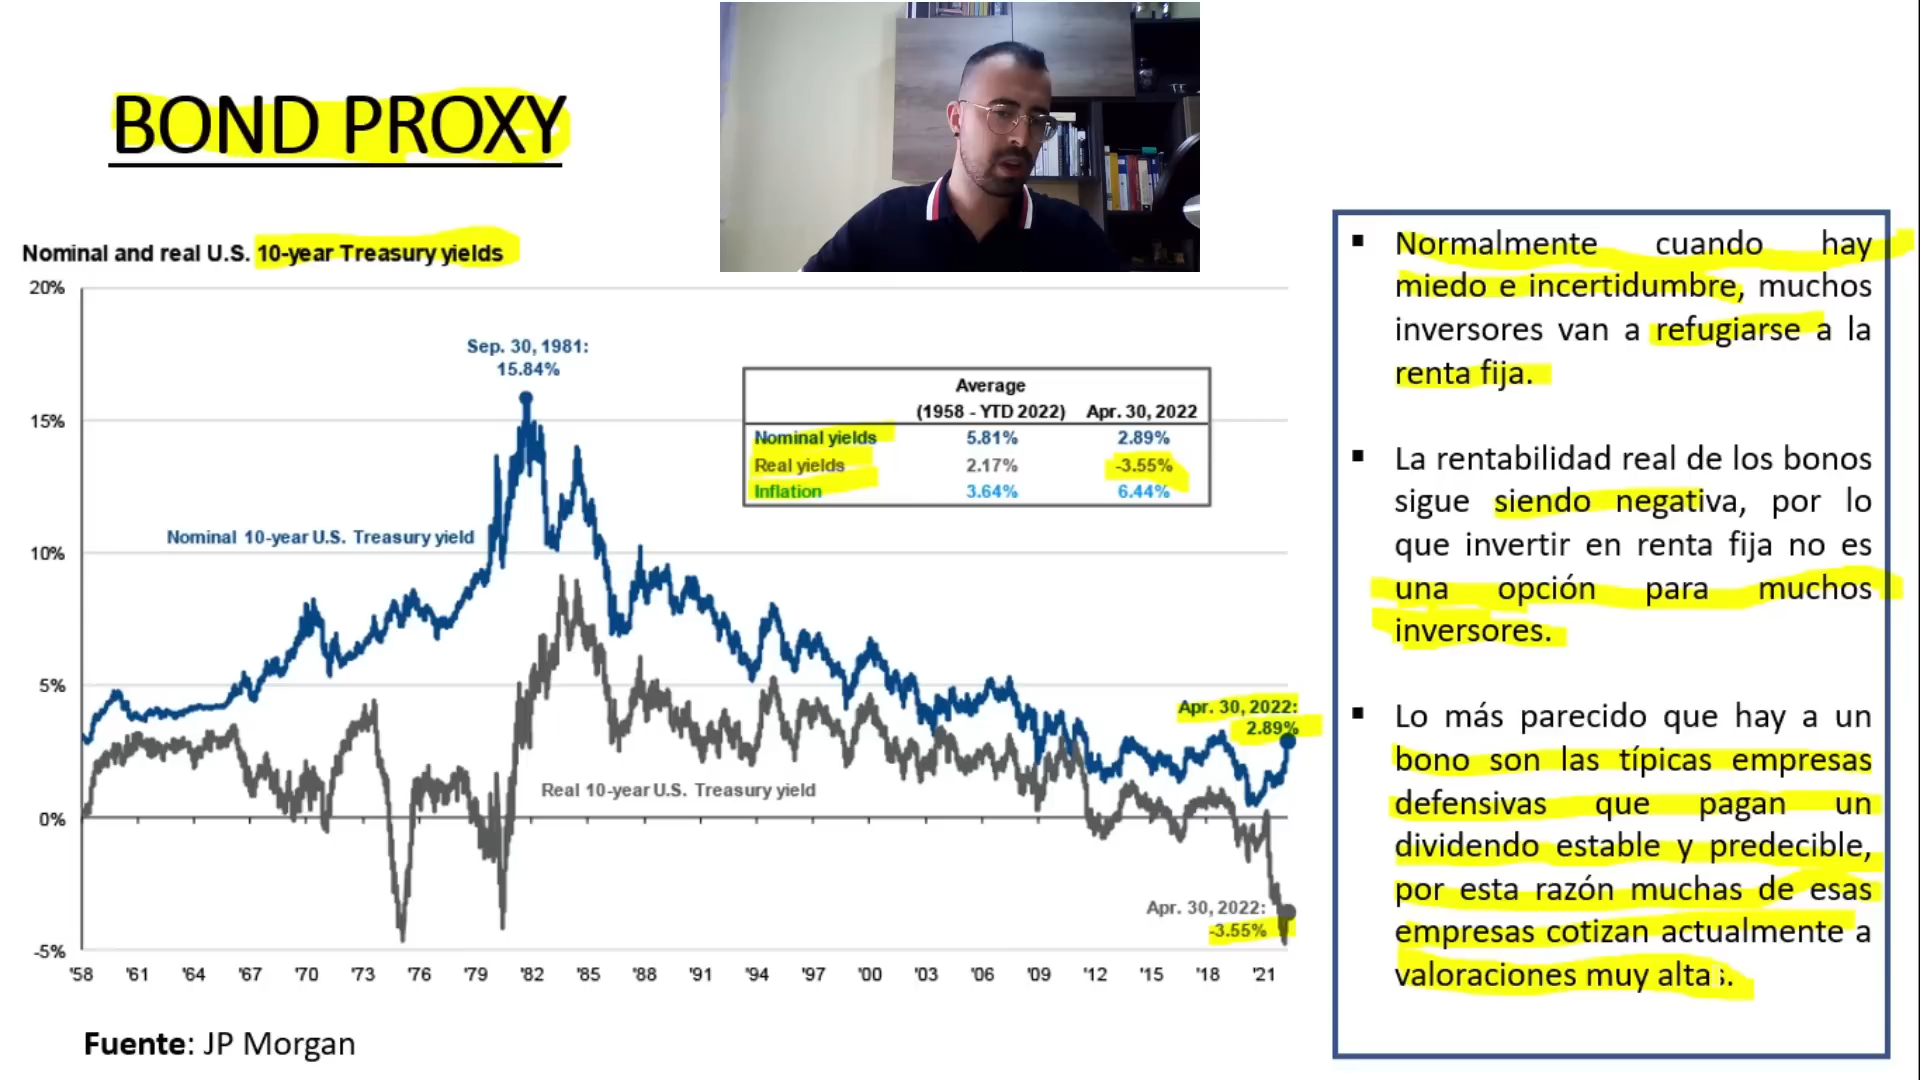 BOND PROXY
Nominal and real U.S. 10-year Treasury yields
20%
15%
10%
5%
0%
-5%
Sep. 30, 1981:
15.84%
Average
(1958 - YTD 2022) Apr. 30, 2022
Nominal yields 5.81% 2.89%
Real yields 2.17% -3.55%
Inflation 3.64% 6.44%
Nominal 10-year U.S. Treasury yield
Real 10-year U.S. Treasury yield
Apr. 30, 2022:
2.89%
Apr. 30, 2022:
-3.55%
'58 '61 '64 '67 '70 '73 '76 '79 '82 '85 '88 '91 '94 '97 '00 '03 '06 '09 '12 '15 '18 '21
Fuente: JP Morgan
▪ Normalmente cuando hay
miedo e incertidumbre, muchos
inversores van a refugiarse a la
renta fija.
▪ La rentabilidad real de los bonos
sigue siendo negativa, por lo
que invertir en renta fija no es
una opción para muchos
inversores.
▪ Lo más parecido que hay a un
bono son las típicas empresas
defensivas que pagan un
dividendo estable y predecible,
por esta razón muchas de esas
empresas cotizan actualmente a
valoraciones muy altas.